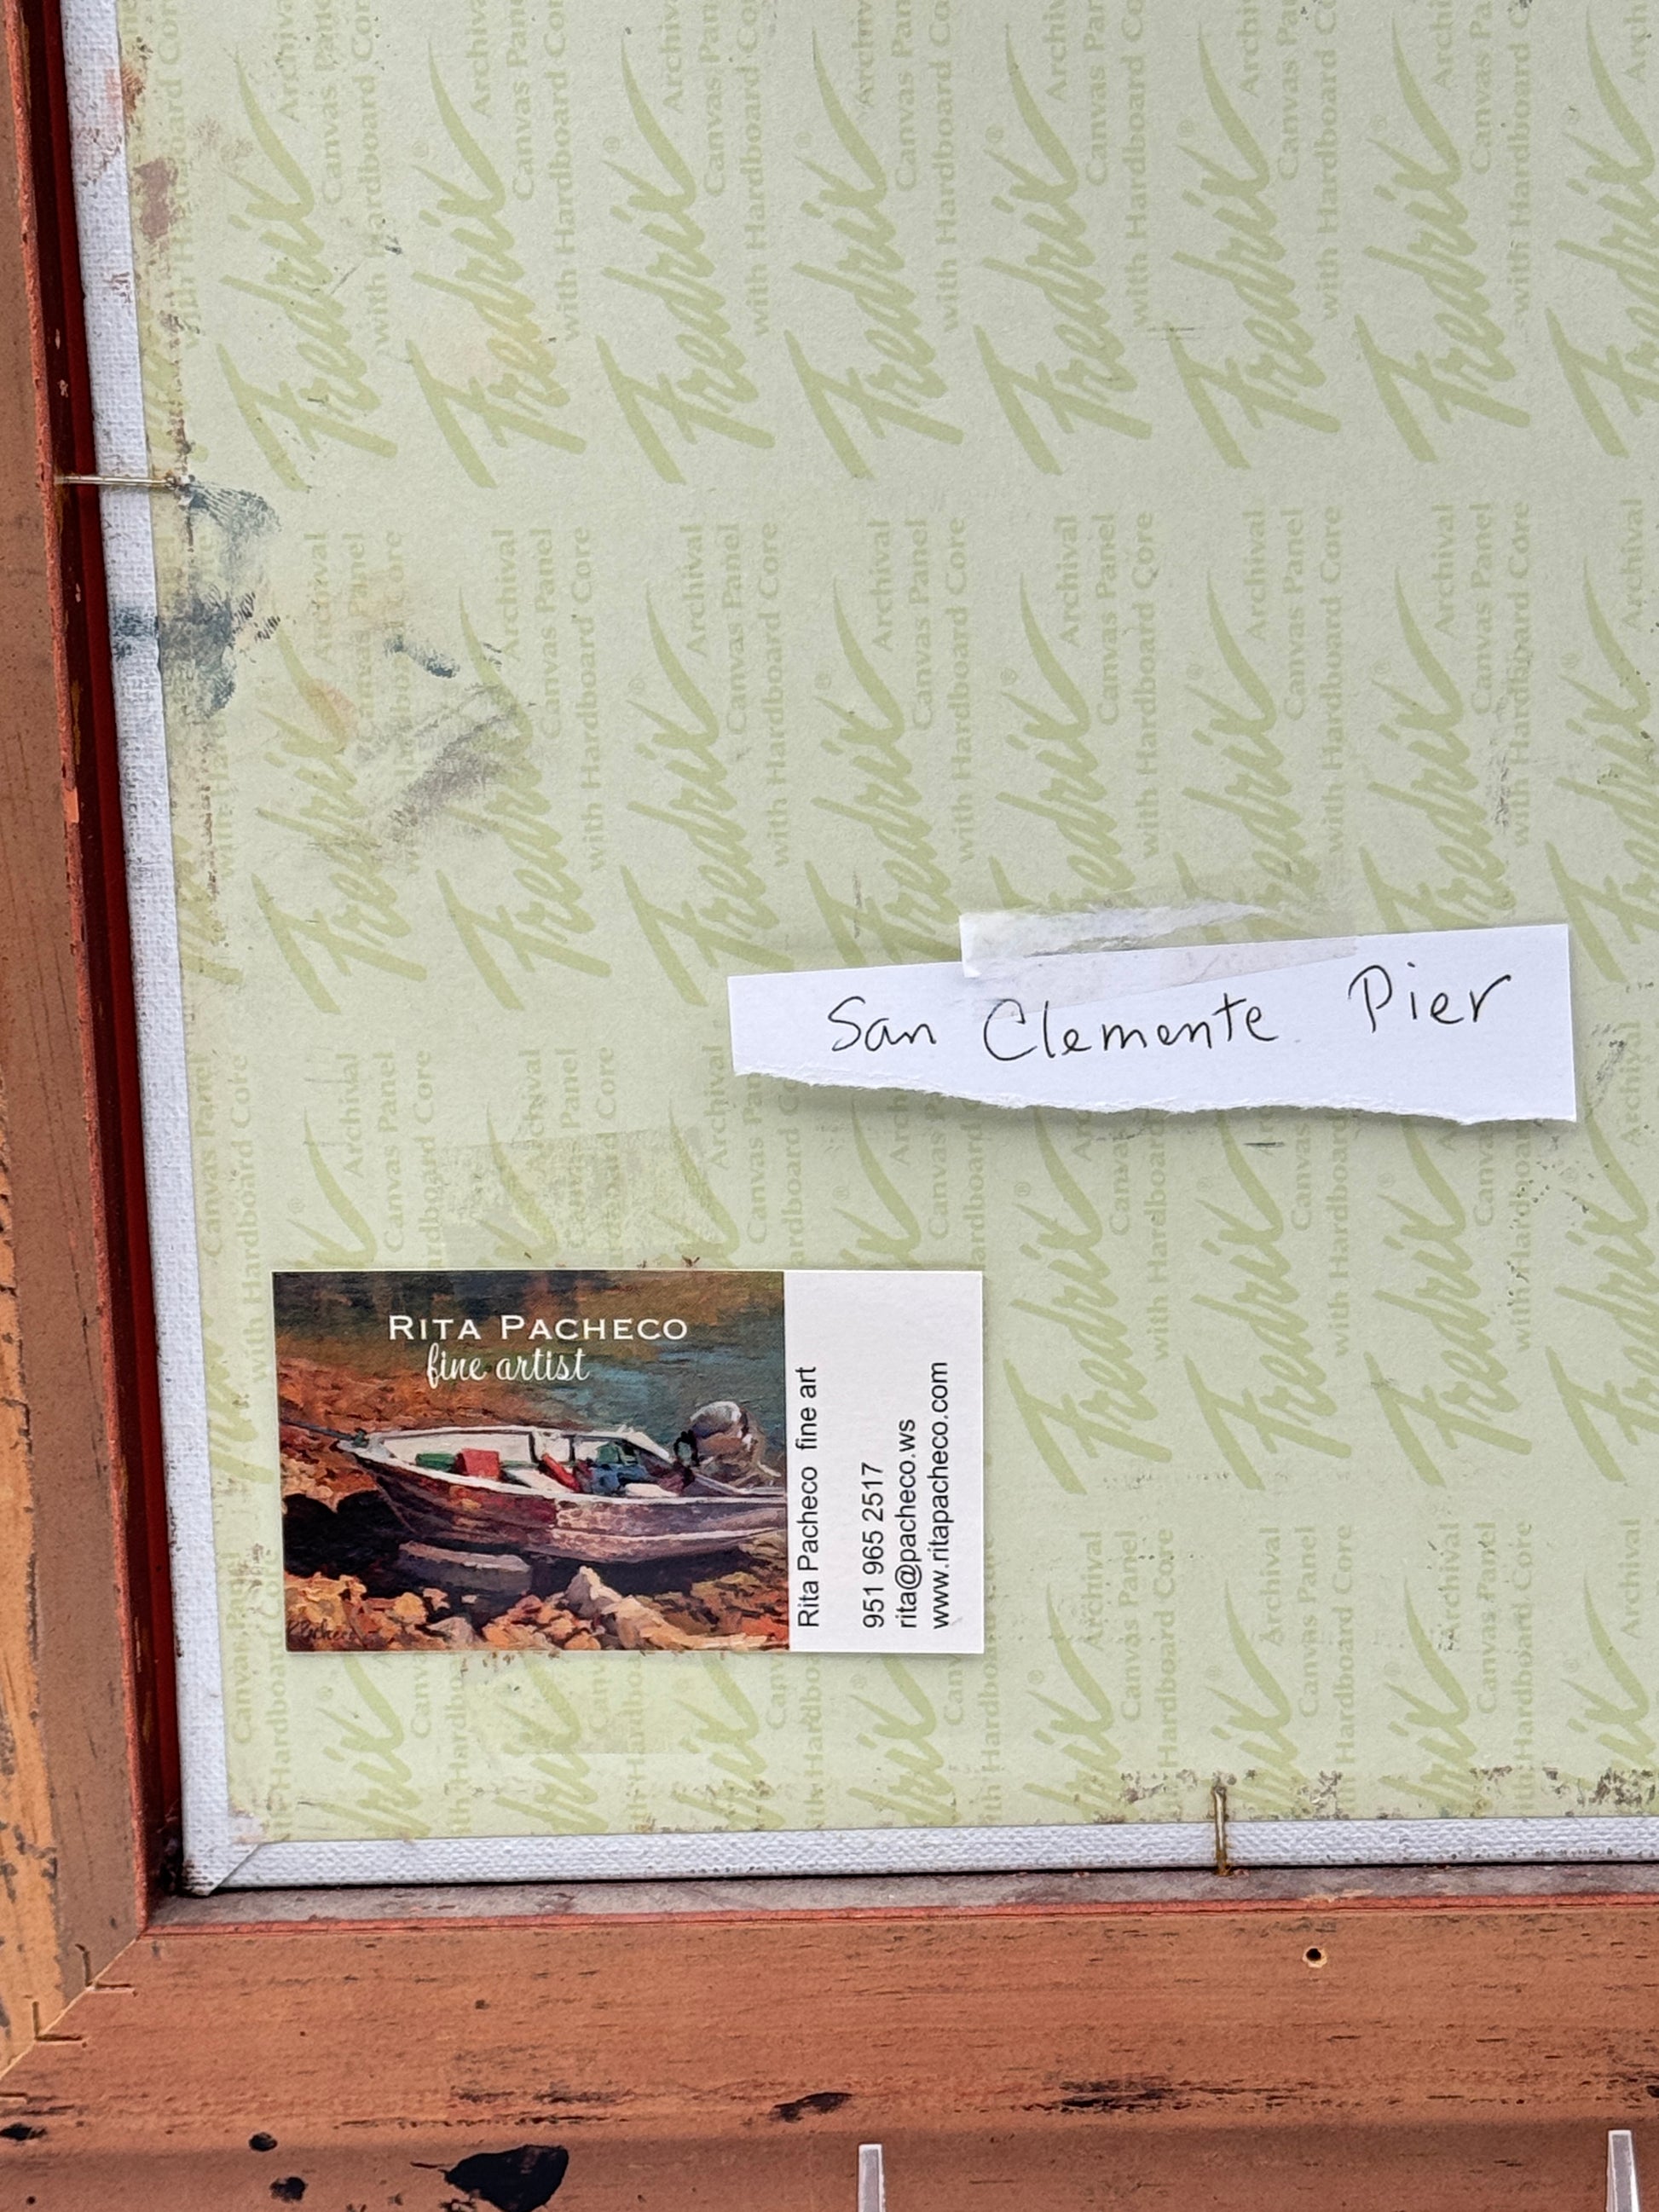 Fredrix®
Archival
Canvas Panel
with Hardboard Core
San Clemente Pier
RITA PACHECO
fine artist
Rita Pacheco fine art
951 965 2517
rita@pacheco.ws
www.ritapacheco.com